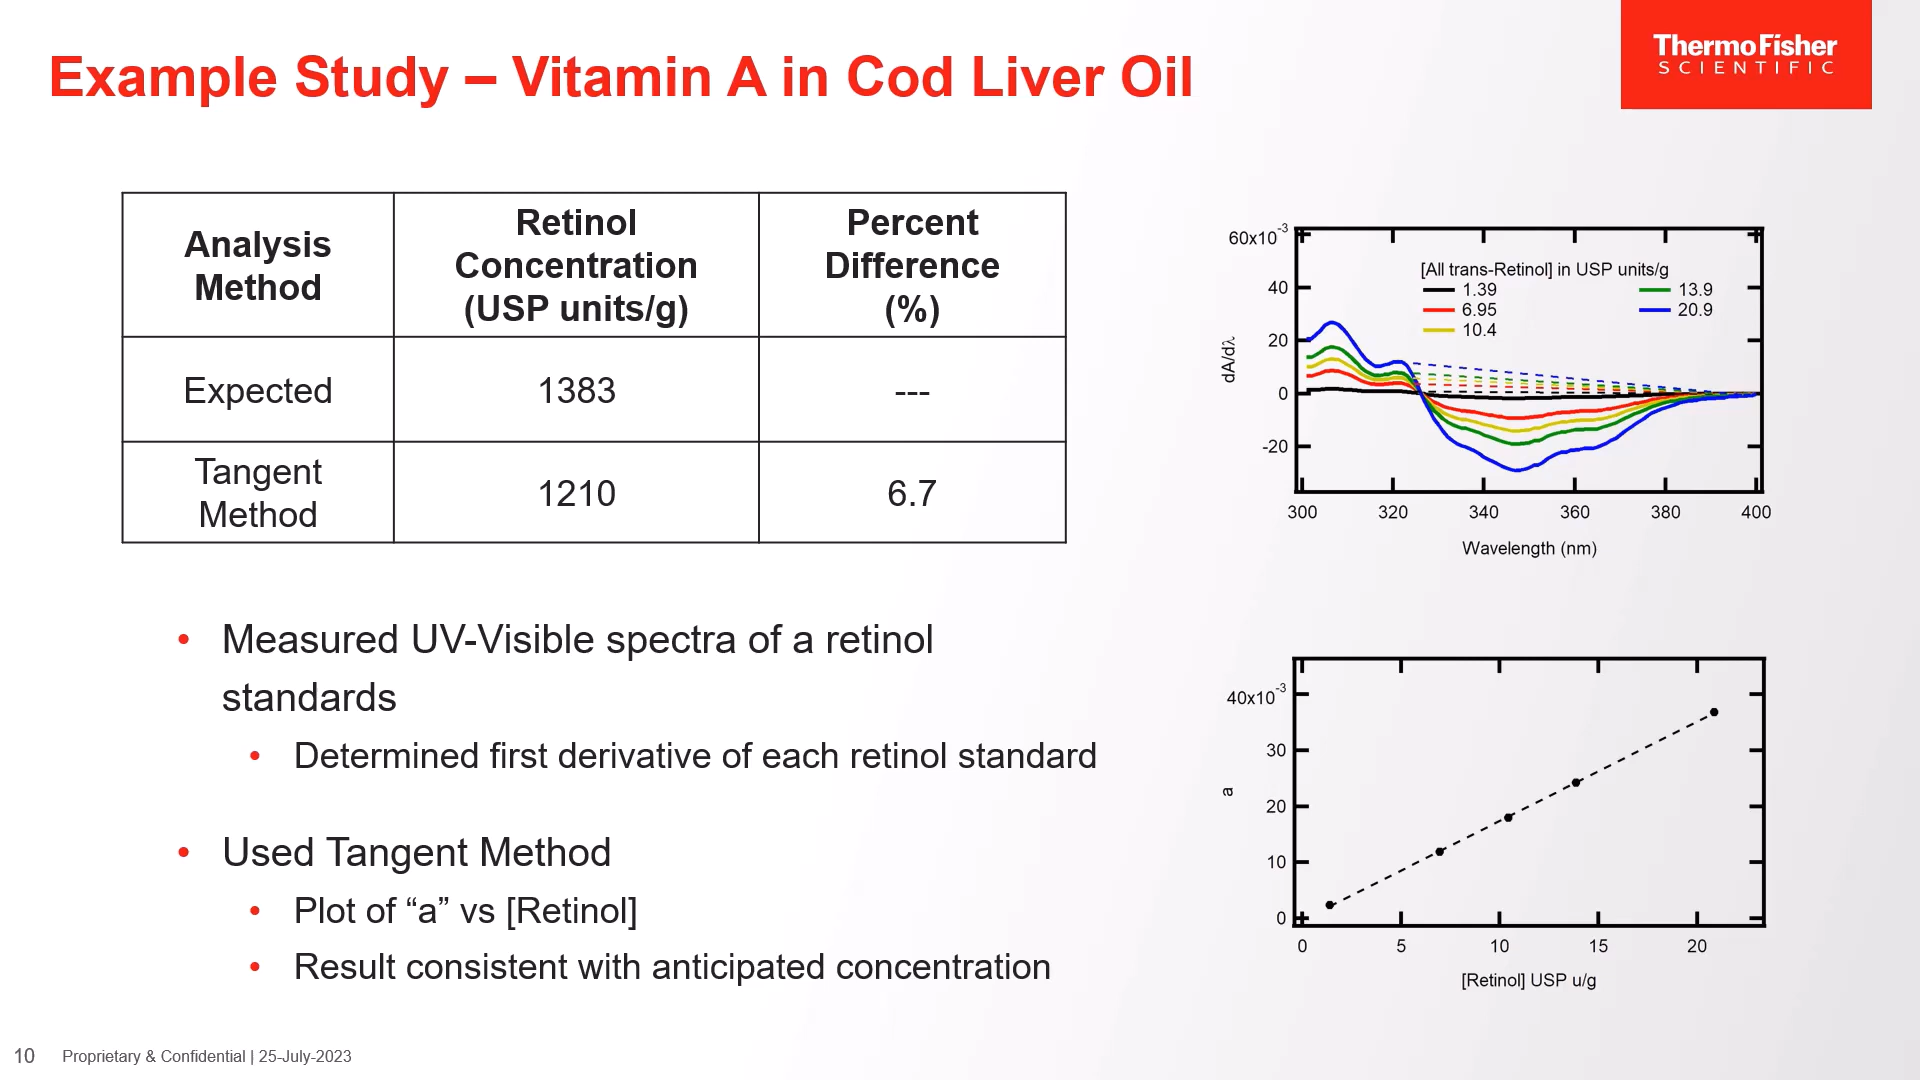 Example Study – Vitamin A in Cod Liver Oil
ThermoFisher
SCIENTIFIC
Analysis
Method
Retinol
Concentration
(USP units/g)
Percent
Difference
(%)
Expected
1383
---
Tangent
Method
1210
6.7
Measured UV-Visible spectra of a retinol
standards
Determined first derivative of each retinol standard
Used Tangent Method
Plot of “a” vs [Retinol]
Result consistent with anticipated concentration
60x10-3
40
20
0
-20
dA/dλ
[All trans-Retinol] in USP units/g
1.39 13.9
6.95 20.9
10.4
300 320 340 360 380 400
Wavelength (nm)
40x10-3
30
20
10
0
a
0 5 10 15 20
[Retinol] USP u/g
10 Proprietary & Confidential | 25-July-2023